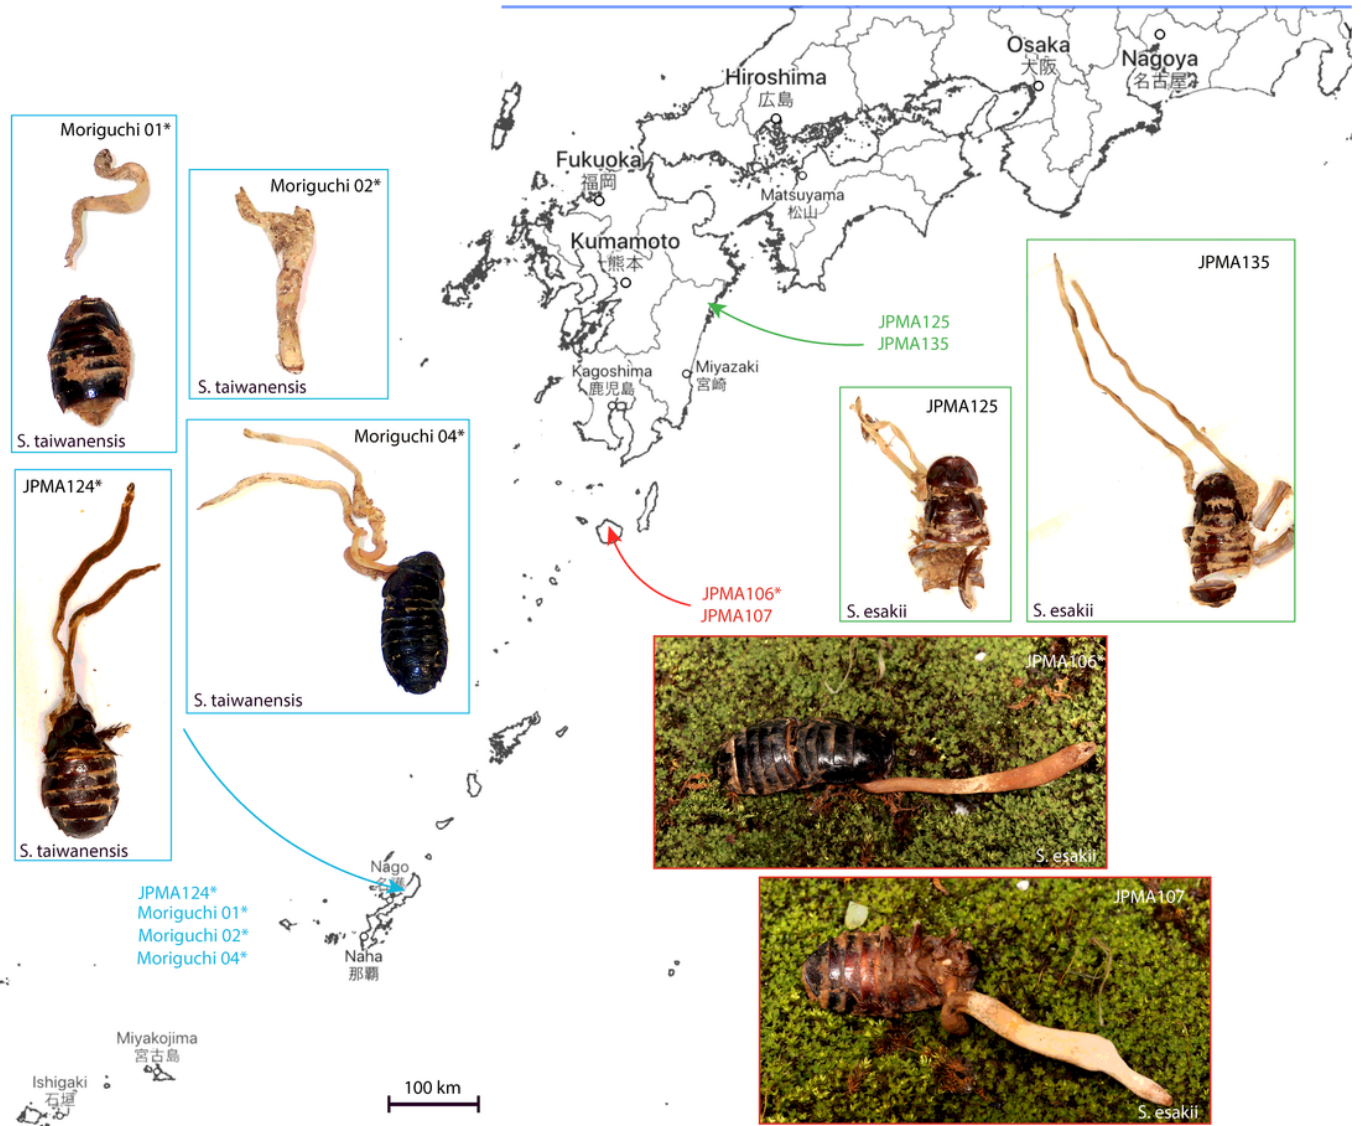 Osaka
大阪
Nagoya
名古屋
Y
Hiroshima
広島
Fukuoka
福岡
Matsuyama
松山
Kumamoto
熊本
Kagoshima
鹿児島
Miyazaki
宮崎
Moriguchi 01*
S. taiwanensis
Moriguchi 02*
S. taiwanensis
Moriguchi 04*
S. taiwanensis
JPMA124*
S. taiwanensis
JPMA125
JPMA135
JPMA135
S. esakii
JPMA125
S. esakii
JPMA106*
JPMA107
JPMA106*
S. esakii
JPMA107
S. esakii
Nago
名護
JPMA124*
Moriguchi 01*
Moriguchi 02*
Moriguchi 04*
Naha
那覇
Miyakojima
宮古島
Ishigaki
石垣
100 km